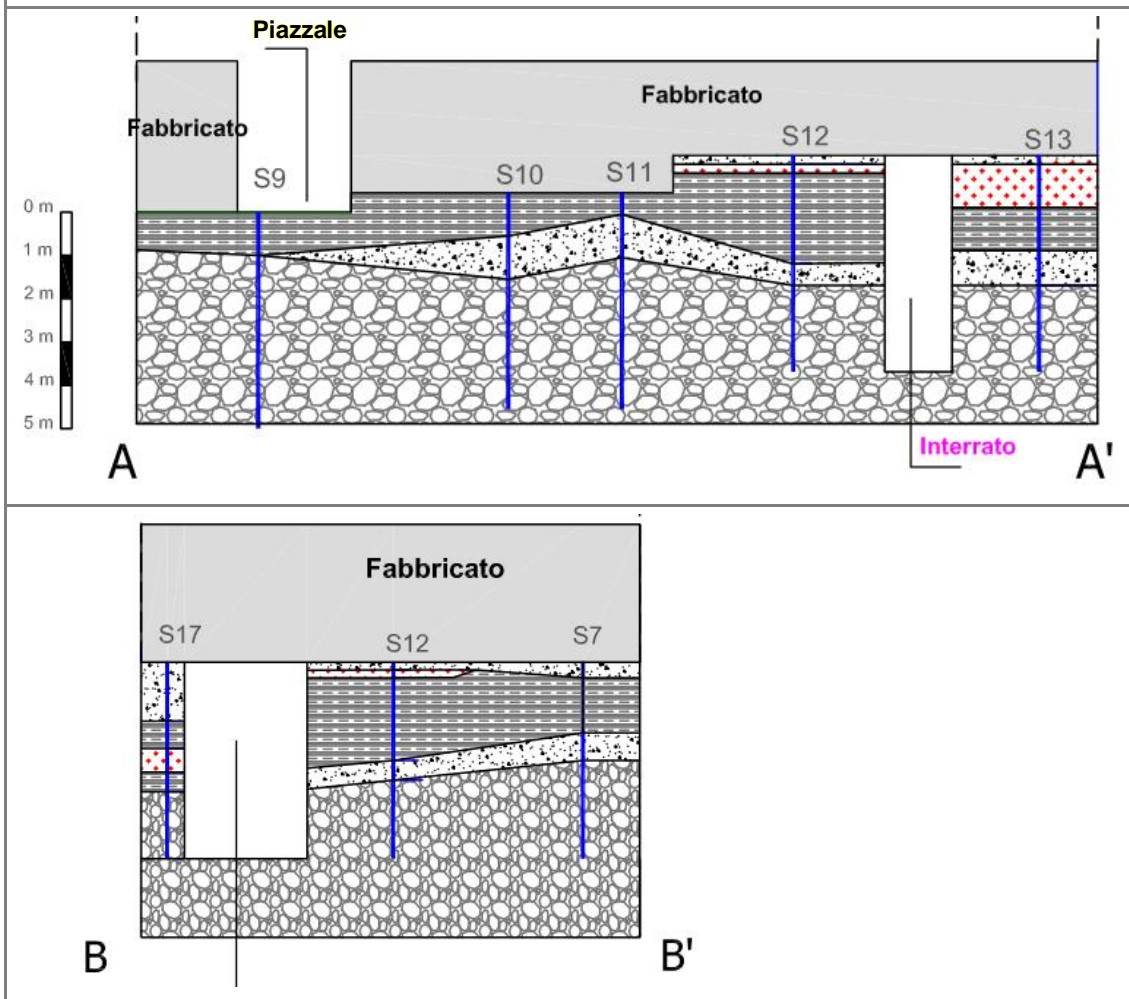 Piazzale
Fabbricato
Fabbricato
S9
S10
S11
S12
S13
0 m
1 m
2 m
3 m
4 m
5 m
Interrato
A
A'
Fabbricato
S17
S12
S7
B
B'